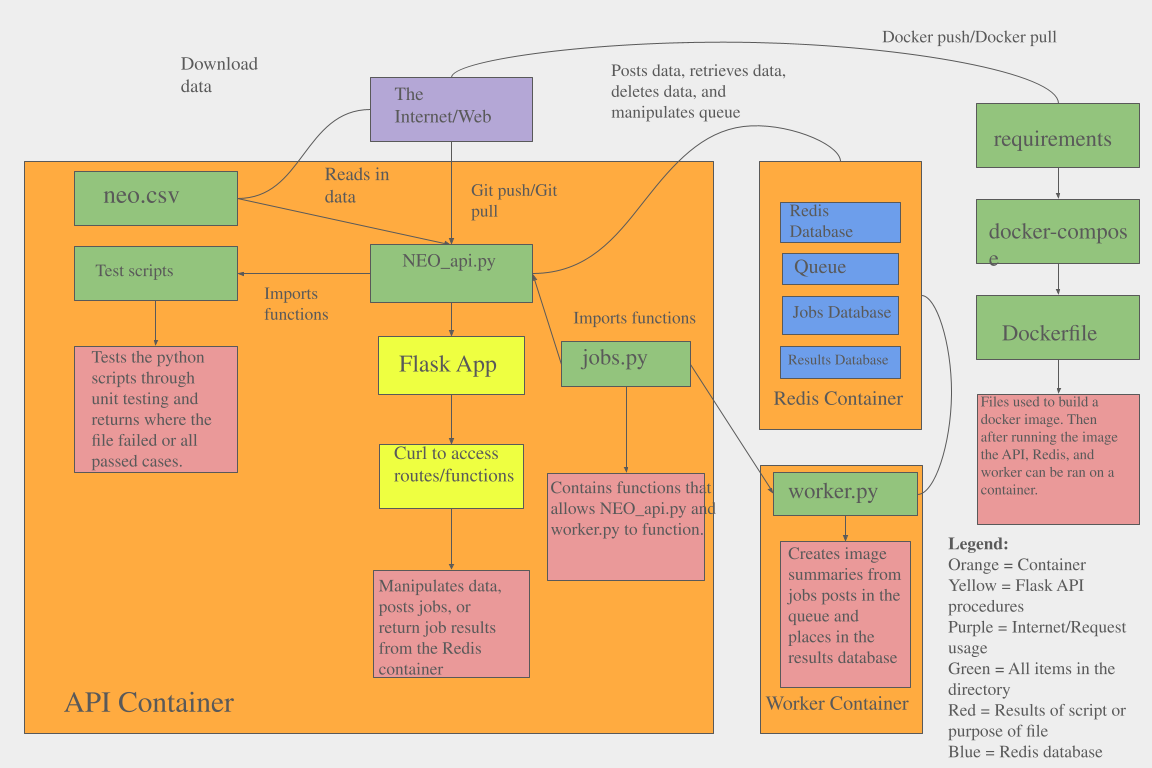 Docker push/Docker pull
Download
data
Posts data, retrieves data,
deletes data, and
manipulates queue
The
Internet/Web
requirements
neo.csv
Reads in
data
Git push/Git
pull
Redis
Database
docker-compos
e
Test scripts
NEO_api.py
Queue
Imports
functions
Imports functions
Jobs Database
Dockerfile
Tests the python
scripts through
unit testing and
returns where the
file failed or all
passed cases.
Flask App
jobs.py
Results Database
Redis Container
Files used to build a
docker image. Then
after running the image
the API, Redis, and
worker can be ran on a
container.
Curl to access
routes/functions
Contains functions that
allows NEO_api.py and
worker.py to function.
worker.py
Creates image
summaries from
jobs posts in the
queue and
places in the
results database
Manipulates data,
posts jobs, or
return job results
from the Redis
container
API Container
Worker Container
Legend:
Orange = Container
Yellow = Flask API
procedures
Purple = Internet/Request
usage
Green = All items in the
directory
Red = Results of script or
purpose of file
Blue = Redis database